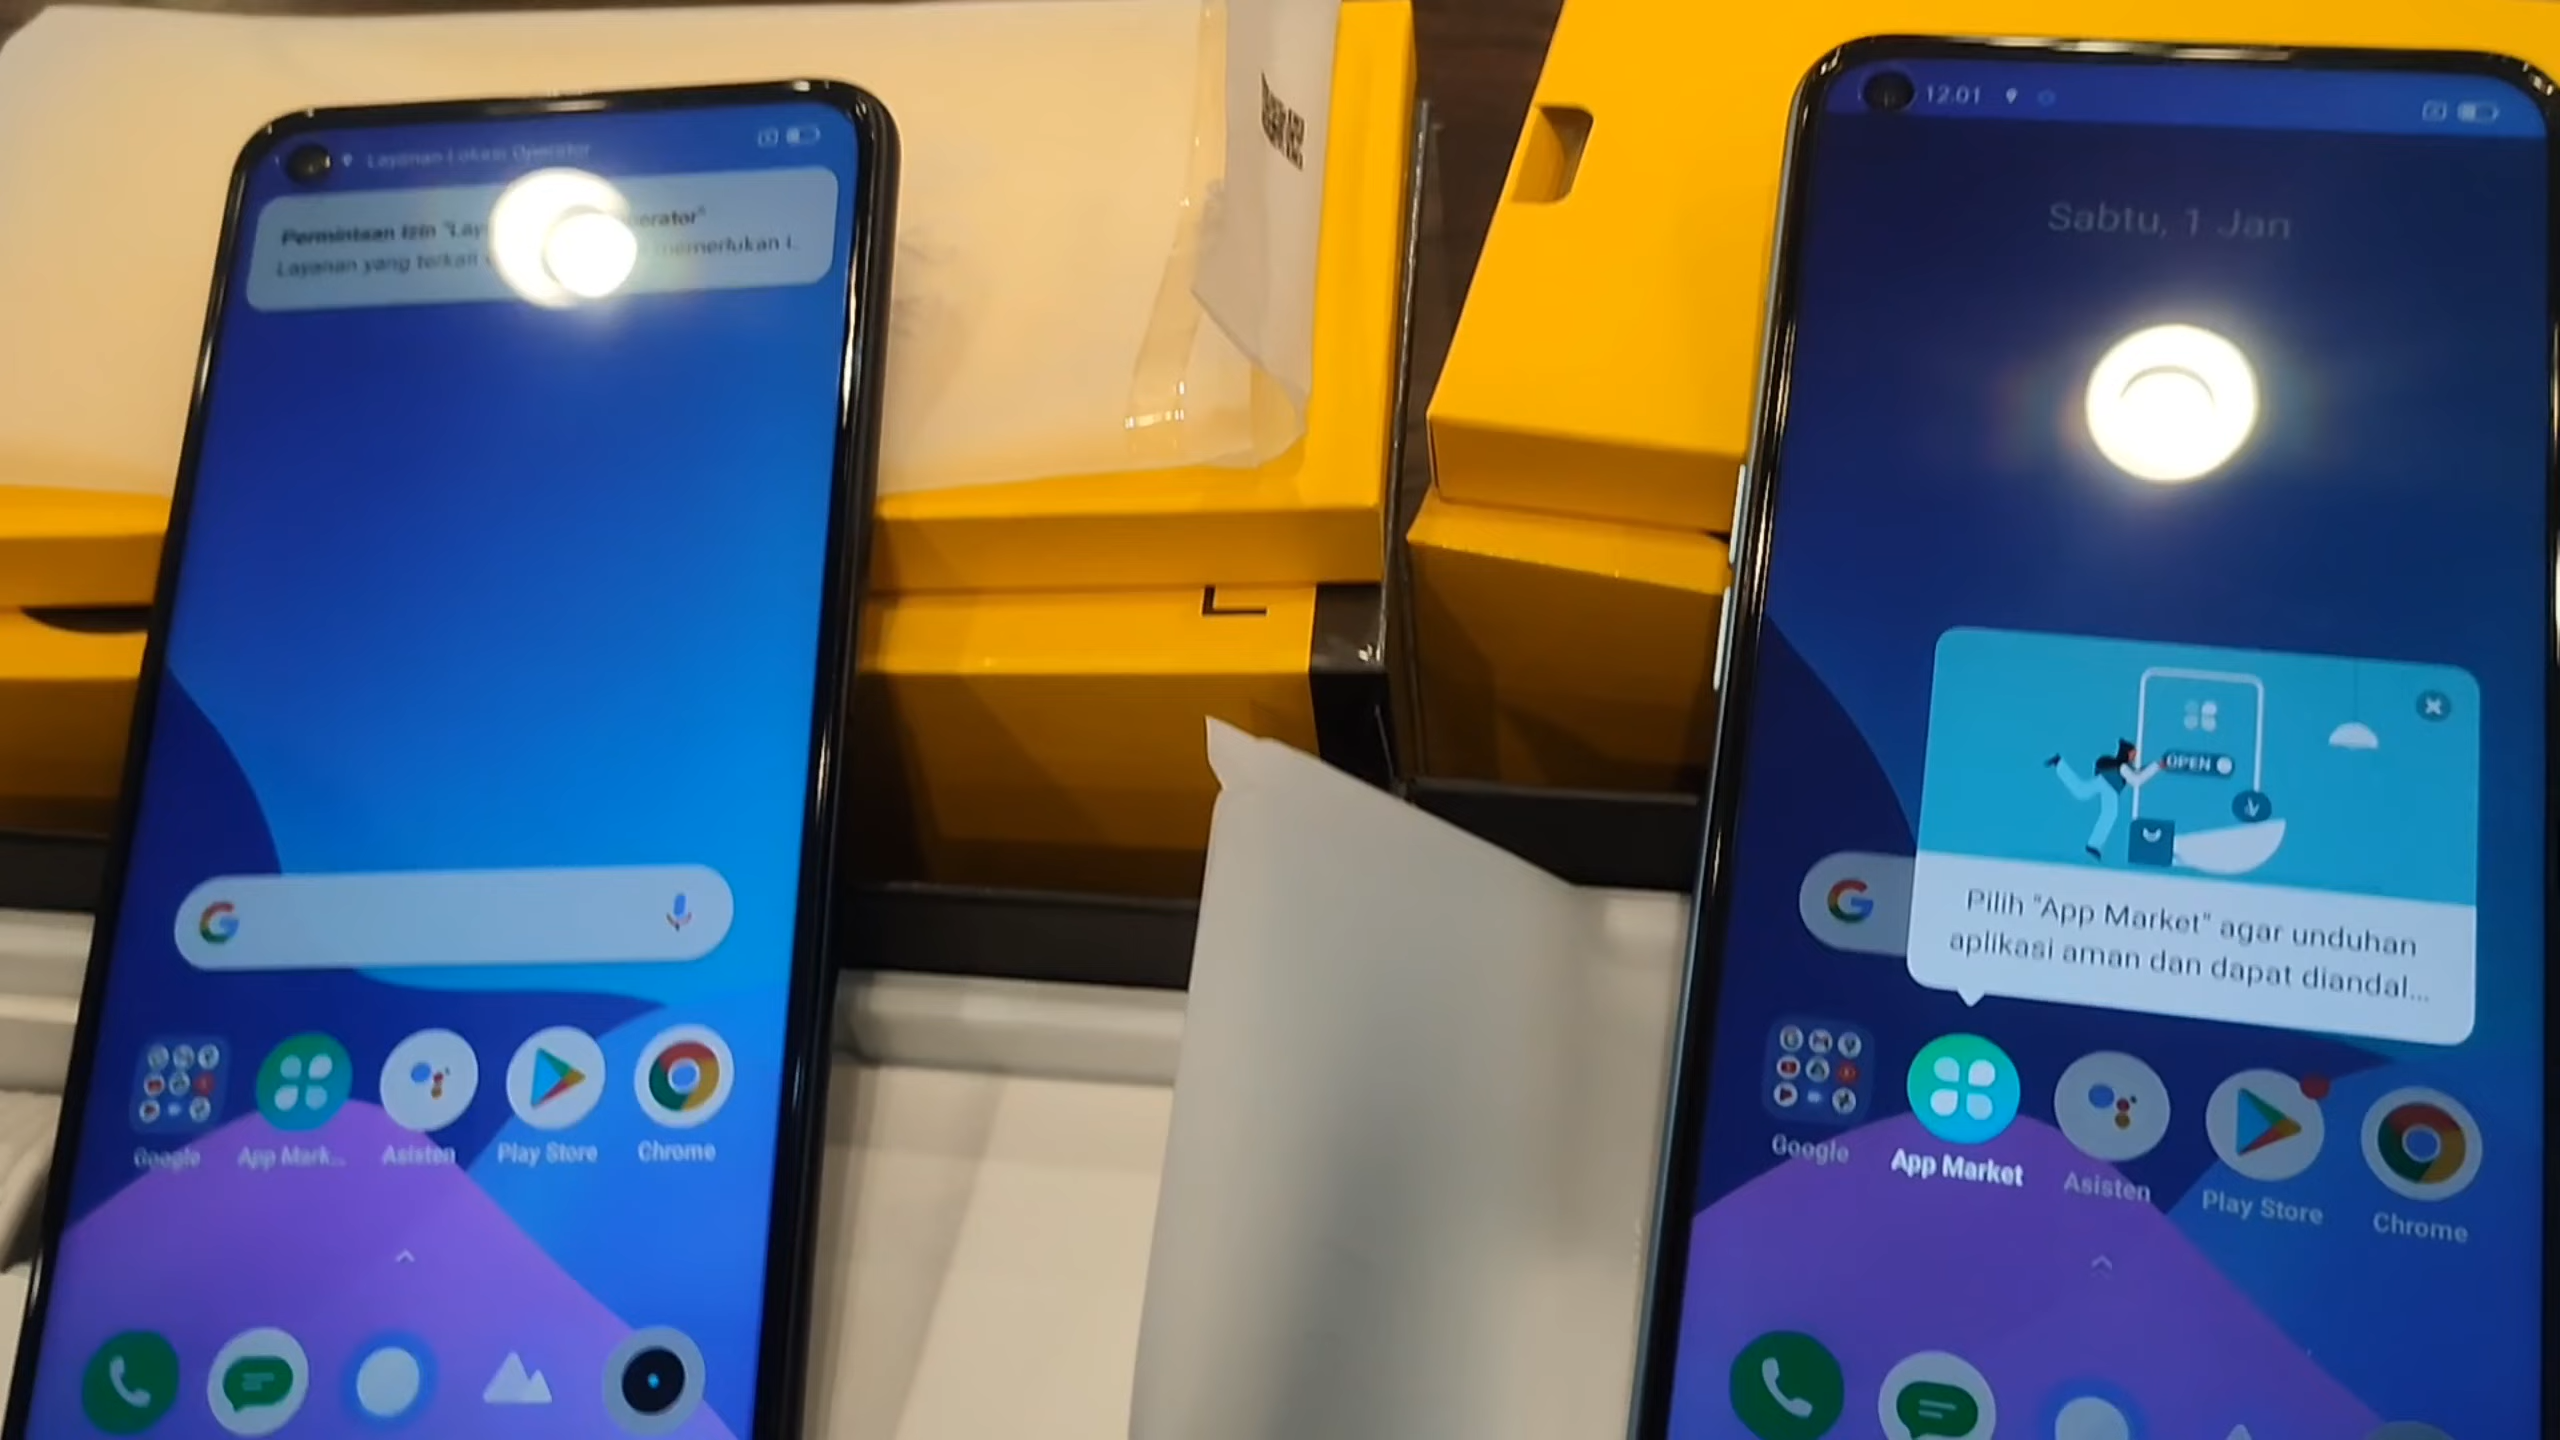 Layanan Lokasi Operator
Permintaan Izin "Lay erator"
Layanan yang terkait memerlukan i..
Google
App Mark...
Asisten
Play Store
Chrome
12.01
Sabtu, 1 Jan
OPEN
Pilih "App Market" agar unduhan
aplikasi aman dan dapat diandal...
Google
App Market
Asisten
Play Store
Chrome